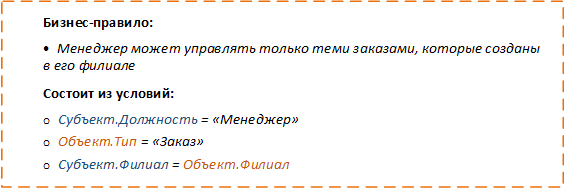 Бизнес-правило:
• Менеджер может управлять только теми заказами, которые созданы
в его филиале
Состоит из условий:
o Субъект.Должность = «Менеджер»
o Объект.Тип = «Заказ»
o Субъект.Филиал = Объект.Филиал